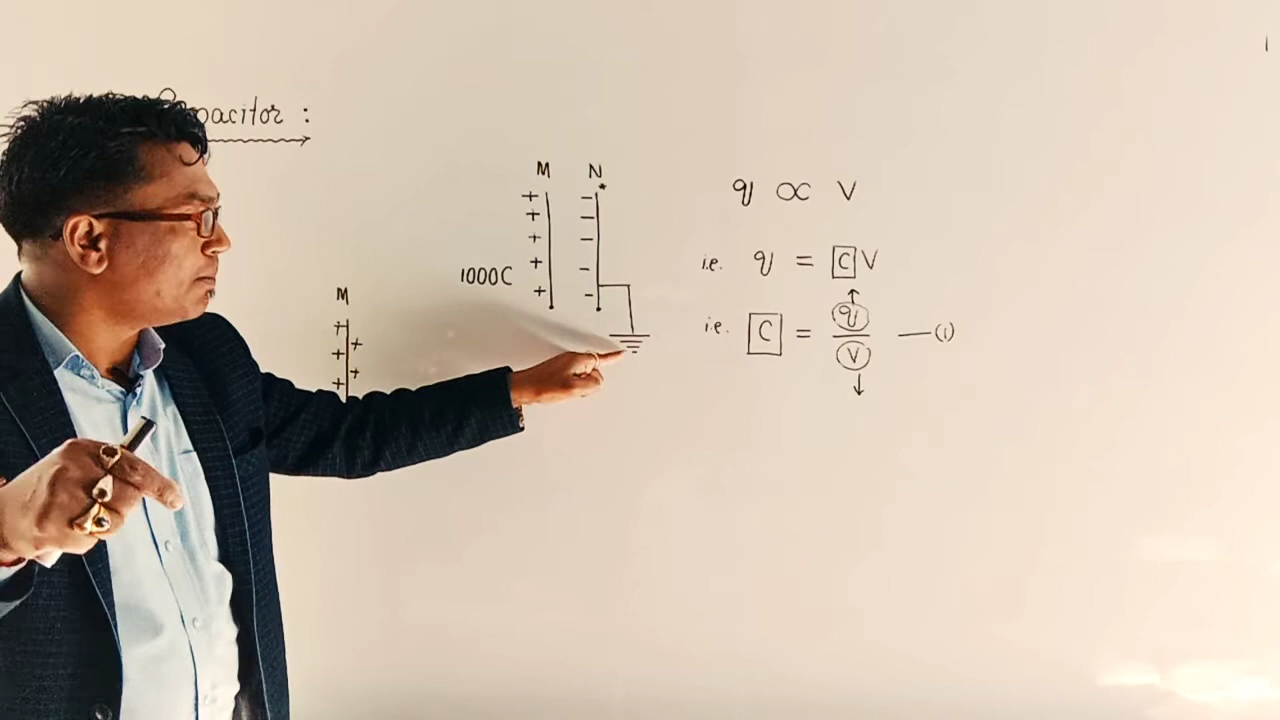 Capacitor :
M N
1000C
M
q ∝ V
i.e. q = C V
i.e. C = q / V —(1)